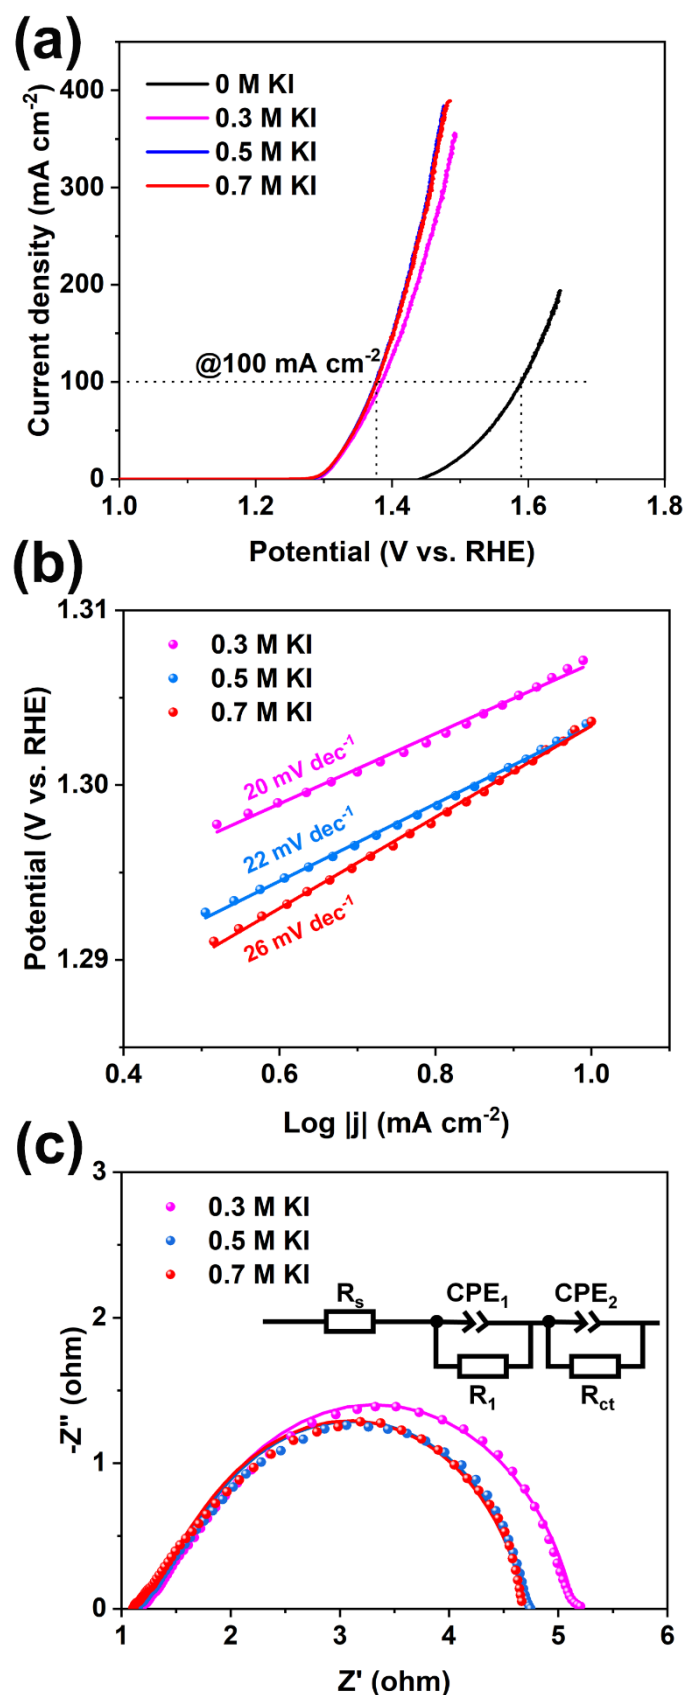 (a)
0 M KI
0.3 M KI
0.5 M KI
0.7 M KI
@100 mA cm⁻²
400
300
200
100
0
Current density (mA cm⁻²)
1.0 1.2 1.4 1.6 1.8
Potential (V vs. RHE)
(b)
0.3 M KI
0.5 M KI
0.7 M KI
20 mV dec⁻¹
22 mV dec⁻¹
26 mV dec⁻¹
1.31
1.30
1.29
Potential (V vs. RHE)
0.4 0.6 0.8 1.0
Log |j| (mA cm⁻²)
(c)
0.3 M KI
0.5 M KI
0.7 M KI
Rₛ CPE₁ CPE₂
R₁ R_ct
3
2
1
0
-Z'' (ohm)
1 2 3 4 5 6
Z' (ohm)